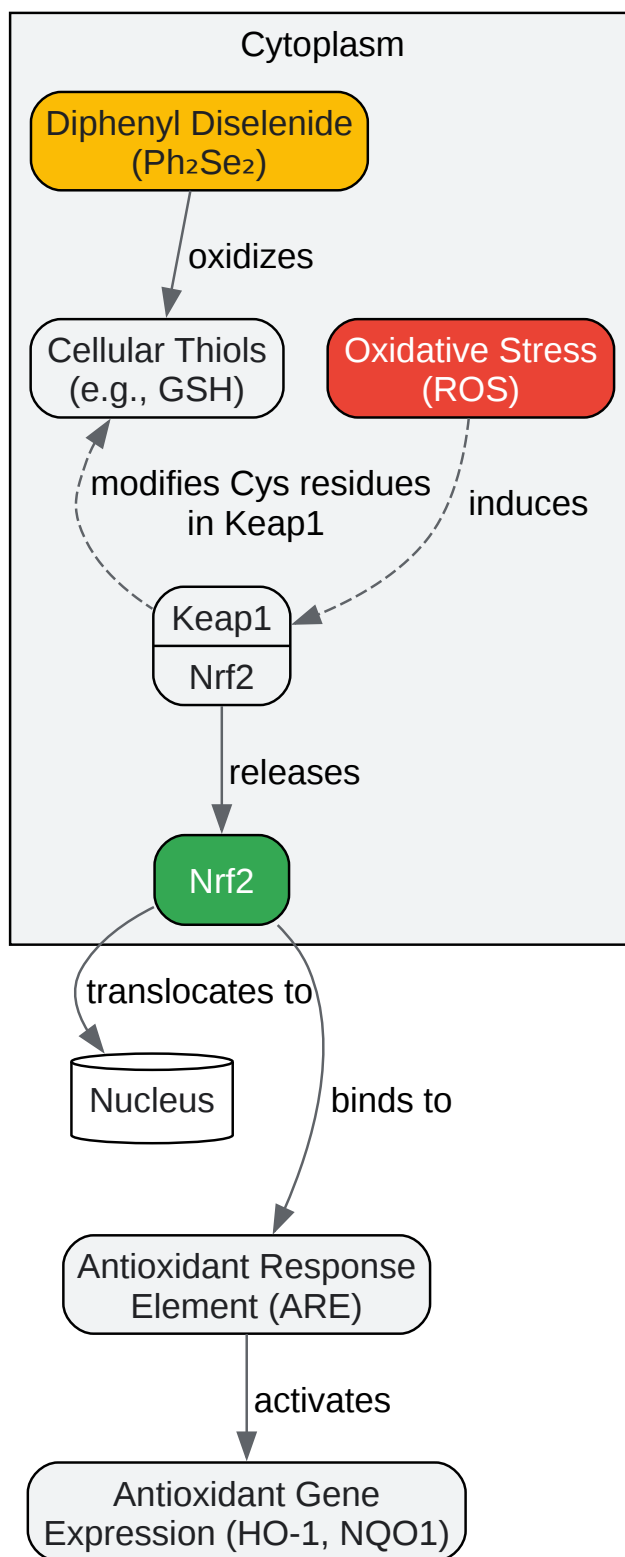 Cytoplasm
Diphenyl Diselenide
(Ph₂Se₂)
oxidizes
Cellular Thiols
(e.g., GSH)
Oxidative Stress
(ROS)
modifies Cys residues
in Keap1
induces
Keap1
Nrf2
releases
Nrf2
translocates to
Nucleus
binds to
Antioxidant Response
Element (ARE)
activates
Antioxidant Gene
Expression (HO-1, NQO1)